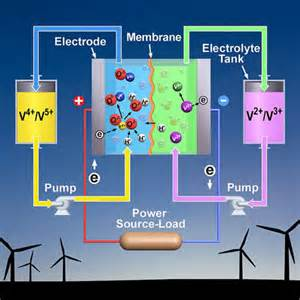 Electrode
Membrane
Electrolyte
Tank
V4+/V5+
V2+/V3+
+
−
e
e
e
H
H
H
Pump
Pump
Power
Source-Load